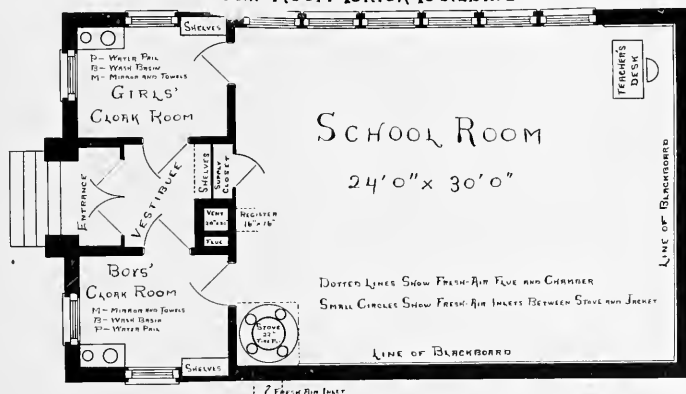 SHELVES
P- WATER PAIL
B- WASH BASIN
M- MIRROR AND TOWELS
GIRLS'
CLOAK ROOM
TEACHER'S
DESK
SCHOOL ROOM
24'0" x 30'0"
ENTRANCE
VESTIBULE
SHELVES
SUPPLY
CLOSET
VENT
FLUE
REGISTER
16" x 16"
LINE OF BLACKBOARD
BOYS'
CLOAK ROOM
M- MIRROR AND TOWELS
B- WASH BASIN
P- WATER PAIL
DOTTED LINES SHOW FRESH-AIR FLUE AND CHAMBER
SMALL CIRCLES SHOW FRESH-AIR INLETS BETWEEN STOVE AND JACKET
STOVE
22"
LINE OF BLACKBOARD
SHELVES
FRESH AIR INLET